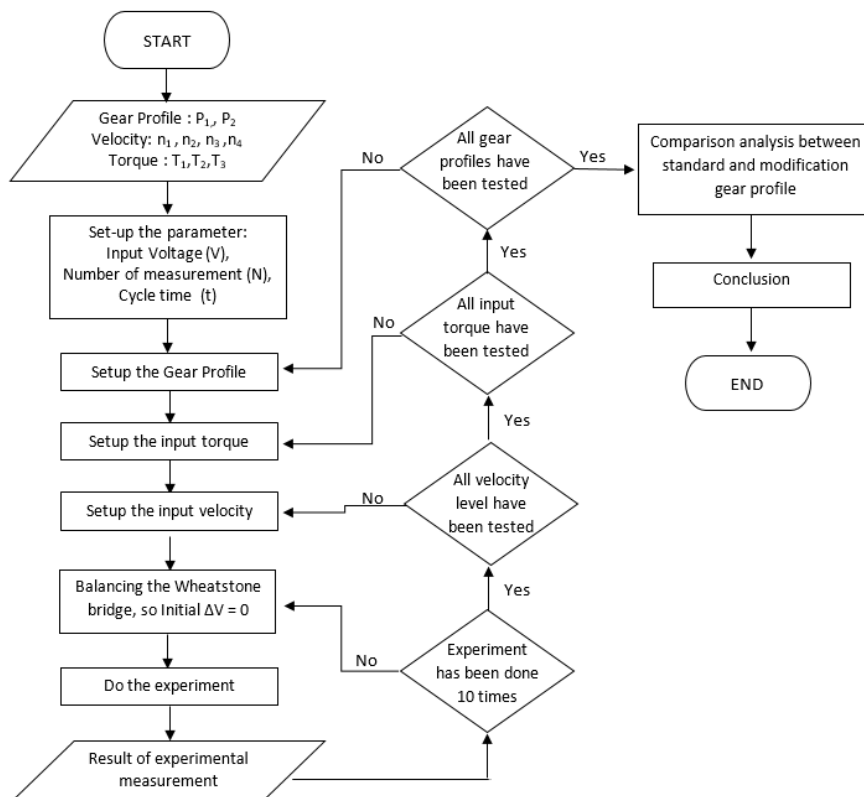 START
Gear Profile : P₁,, P₂
Velocity: n₁ , n₂, n₃ ,n₄
Torque : T₁,T₂,T₃
Set-up the parameter:
Input Voltage (V),
Number of measurement (N),
Cycle time (t)
Setup the Gear Profile
Setup the input torque
Setup the input velocity
Balancing the Wheatstone
bridge, so Initial ΔV = 0
Do the experiment
Result of experimental
measurement
Experiment
has been done
10 times
No
Yes
All velocity
level have
been tested
No
Yes
All input
torque have
been tested
No
Yes
All gear
profiles have
been tested
No
Yes
Comparison analysis between
standard and modification
gear profile
Conclusion
END